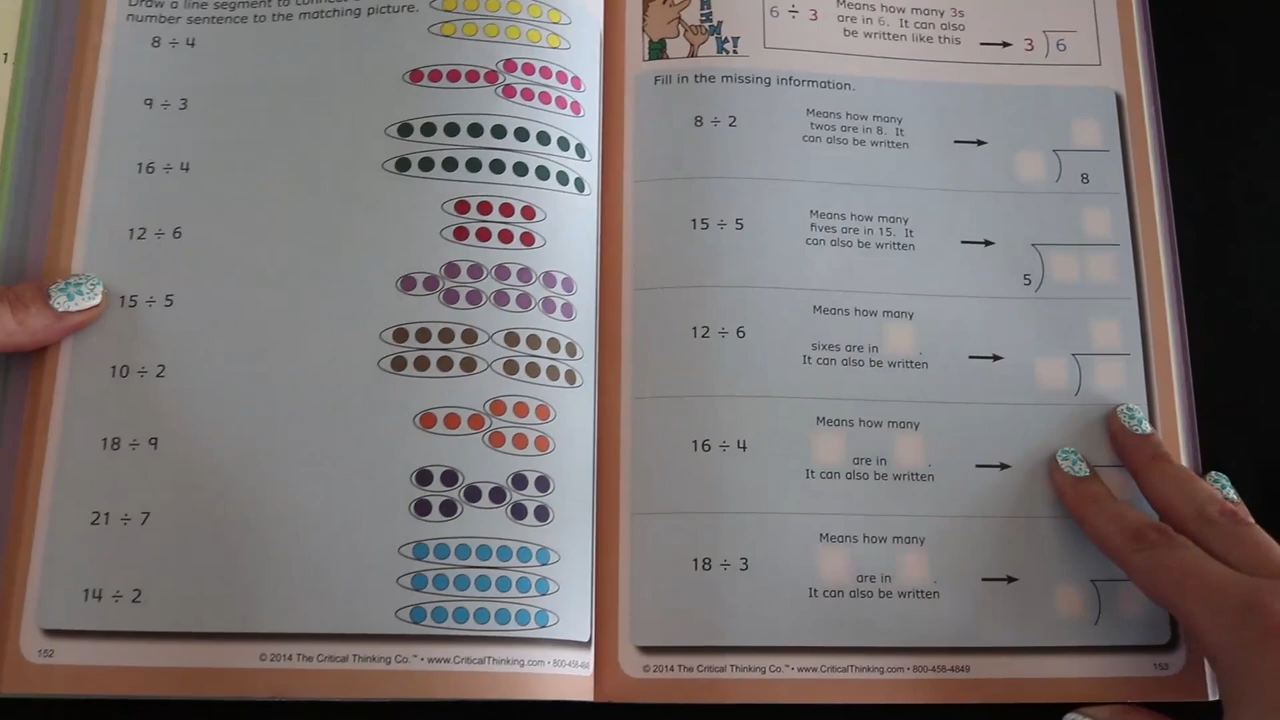 Draw a line segment to
number sentence to the matching picture.
8 ÷ 4
9 ÷ 3
16 ÷ 4
12 ÷ 6
15 ÷ 5
10 ÷ 2
18 ÷ 9
21 ÷ 7
14 ÷ 2
152
© 2014 The Critical Thinking Co.™ • www.CriticalThinking.com • 800-458-48
NK!
6 ÷ 3
Means how many 3s
are in 6. It can also
be written like this
3 6
Fill in the missing information.
8 ÷ 2
Means how many
twos are in 8. It
can also be written
8
15 ÷ 5
Means how many
fives are in 15. It
can also be written
5
12 ÷ 6
Means how many
sixes are in .
It can also be written
16 ÷ 4
Means how many
are in .
It can also be written
18 ÷ 3
Means how many
are in .
It can also be written
© 2014 The Critical Thinking Co.™ • www.CriticalThinking.com • 800-458-4849
153